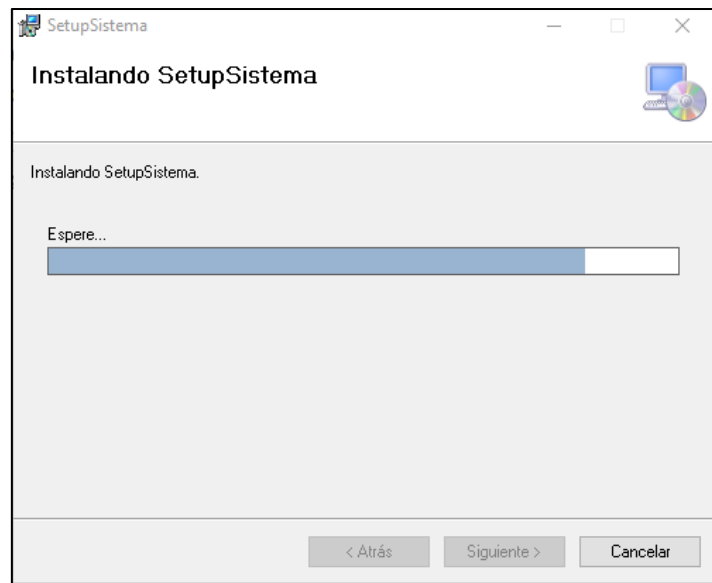 SetupSistema
Instalando SetupSistema
Instalando SetupSistema.
Espere...
< Atrás
Siguiente >
Cancelar